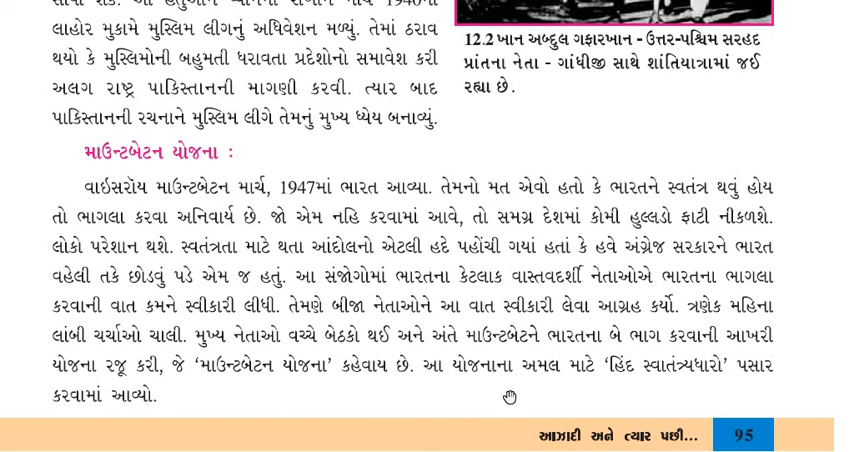 1940ના
લાહોર મુકામે મુસ્લિમ લીગનું અધિવેશન મળ્યું. તેમાં ઠરાવ
થયો કે મુસ્લિમોની બહુમતી ધરાવતા પ્રદેશોનો સમાવેશ કરી
અલગ રાષ્ટ્ર પાકિસ્તાનની માગણી કરવી. ત્યાર બાદ
પાકિસ્તાનની રચનાને મુસ્લિમ લીગે તેમનું મુખ્ય ધ્યેય બનાવ્યું.
12.2 ખાન અબ્દુલ ગફારખાન - ઉત્તર-પશ્ચિમ સરહદ
પ્રાંતના નેતા - ગાંધીજી સાથે શાંતિયાત્રામાં જઈ
રહ્યા છે.
માઉન્ટબેટન યોજના :
વાઇસરૉય માઉન્ટબેટન માર્ચ, 1947માં ભારત આવ્યા. તેમનો મત એવો હતો કે ભારતને સ્વતંત્ર થવું હોય
તો ભાગલા કરવા અનિવાર્ય છે. જો એમ નહિ કરવામાં આવે, તો સમગ્ર દેશમાં કોમી હુલ્લડો ફાટી નીકળશે.
લોકો પરેશાન થશે. સ્વતંત્રતા માટે થતા આંદોલનો એટલી હદે પહોંચી ગયાં હતાં કે હવે અંગ્રેજ સરકારને ભારત
વહેલી તકે છોડવું પડે એમ જ હતું. આ સંજોગોમાં ભારતના કેટલાક વાસ્તવદર્શી નેતાઓએ ભારતના ભાગલા
કરવાની વાત કમને સ્વીકારી લીધી. તેમણે બીજા નેતાઓને આ વાત સ્વીકારી લેવા આગ્રહ કર્યો. ત્રણેક મહિના
લાંબી ચર્ચાઓ ચાલી. મુખ્ય નેતાઓ વચ્ચે બેઠકો થઈ અને અંતે માઉન્ટબેટને ભારતના બે ભાગ કરવાની આખરી
યોજના રજૂ કરી, જે ‘માઉન્ટબેટન યોજના’ કહેવાય છે. આ યોજનાના અમલ માટે ‘હિંદ સ્વાતંત્ર્યધારો’ પસાર
કરવામાં આવ્યો.
આઝાદી અને ત્યાર પછી... 95